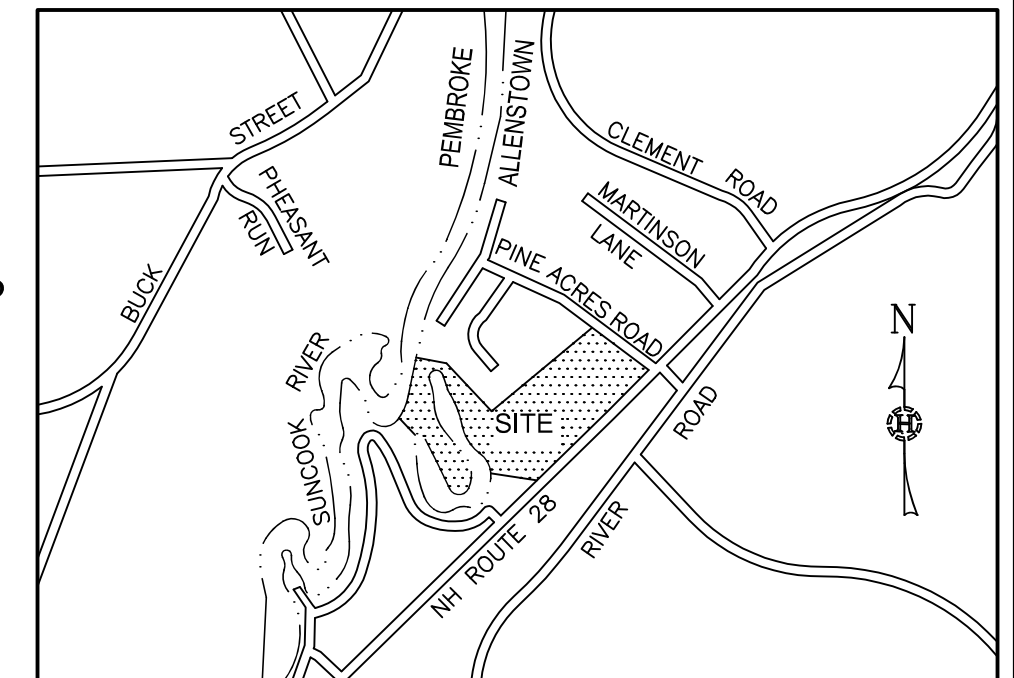 PEMBROKE
ALLENSTOWN
STREET
CLEMENT ROAD
PHEASANT
RUN
MARTINSON
LANE
PINE ACRES ROAD
BUCK
RIVER
N
H
SITE
ROAD
SUNCOOK
NH ROUTE 28
RIVER